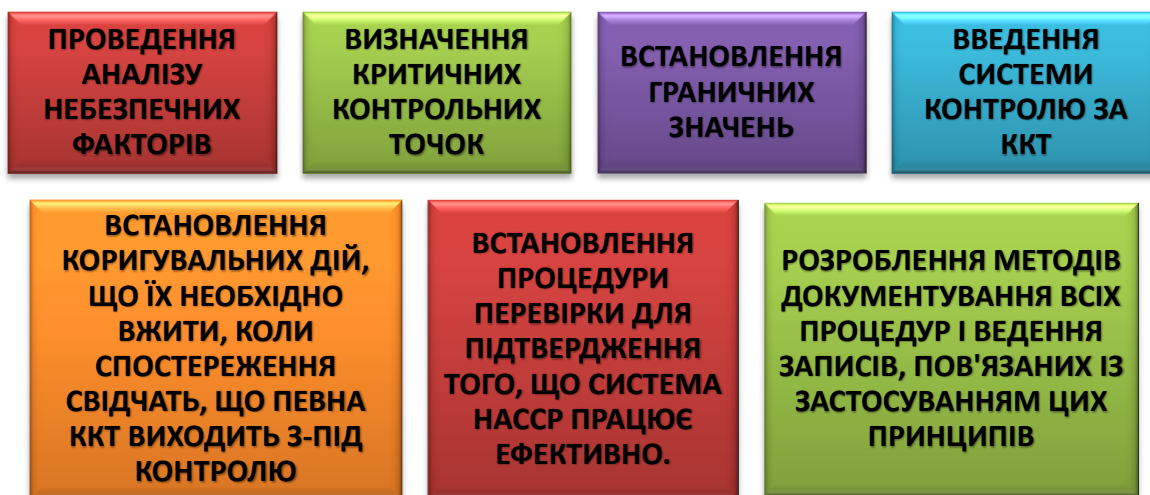 ПРОВЕДЕННЯ
АНАЛІЗУ
НЕБЕЗПЕЧНИХ
ФАКТОРІВ
ВИЗНАЧЕННЯ
КРИТИЧНИХ
КОНТРОЛЬНИХ
ТОЧОК
ВСТАНОВЛЕННЯ
ГРАНИЧНИХ
ЗНАЧЕНЬ
ВВЕДЕННЯ
СИСТЕМИ
КОНТРОЛЮ ЗА
ККТ
ВСТАНОВЛЕННЯ
КОРИГУВАЛЬНИХ ДІЙ,
ЩО ЇХ НЕОБХІДНО
ВЖИТИ, КОЛИ
СПОСТЕРЕЖЕННЯ
СВІДЧАТЬ, ЩО ПЕВНА
ККТ ВИХОДИТЬ З-ПІД
КОНТРОЛЮ
ВСТАНОВЛЕННЯ
ПРОЦЕДУРИ
ПЕРЕВІРКИ ДЛЯ
ПІДТВЕРДЖЕННЯ
ТОГО, ЩО СИСТЕМА
НАССР ПРАЦЮЄ
ЕФЕКТИВНО.
РОЗРОБЛЕННЯ МЕТОДІВ
ДОКУМЕНТУВАННЯ ВСІХ
ПРОЦЕДУР І ВЕДЕННЯ
ЗАПИСІВ, ПОВ'ЯЗАНИХ ІЗ
ЗАСТОСУВАННЯМ ЦИХ
ПРИНЦИПІВ